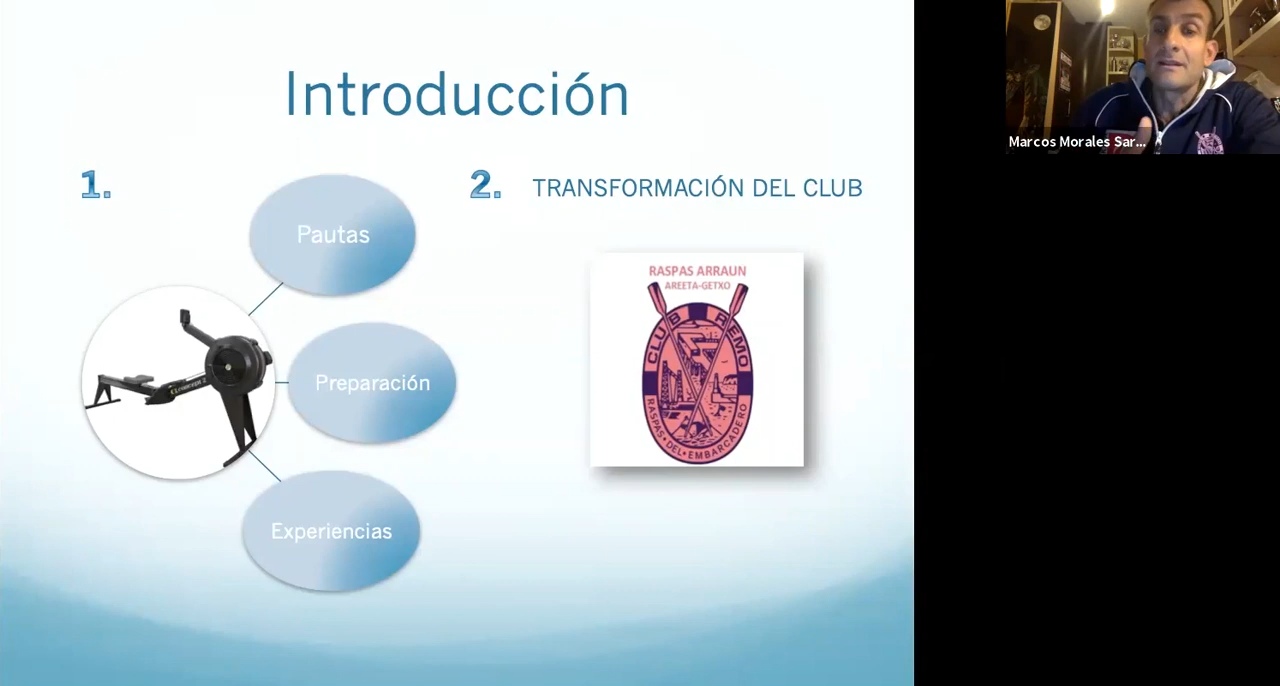 Introducción
1.
Pautas
Preparación
Experiencias
2. TRANSFORMACIÓN DEL CLUB
RASPAS ARRAUN
AREETA-GETXO
CLUB REMO
RASPAS·DEL·EMBARCADERO
Marcos Morales Sar...